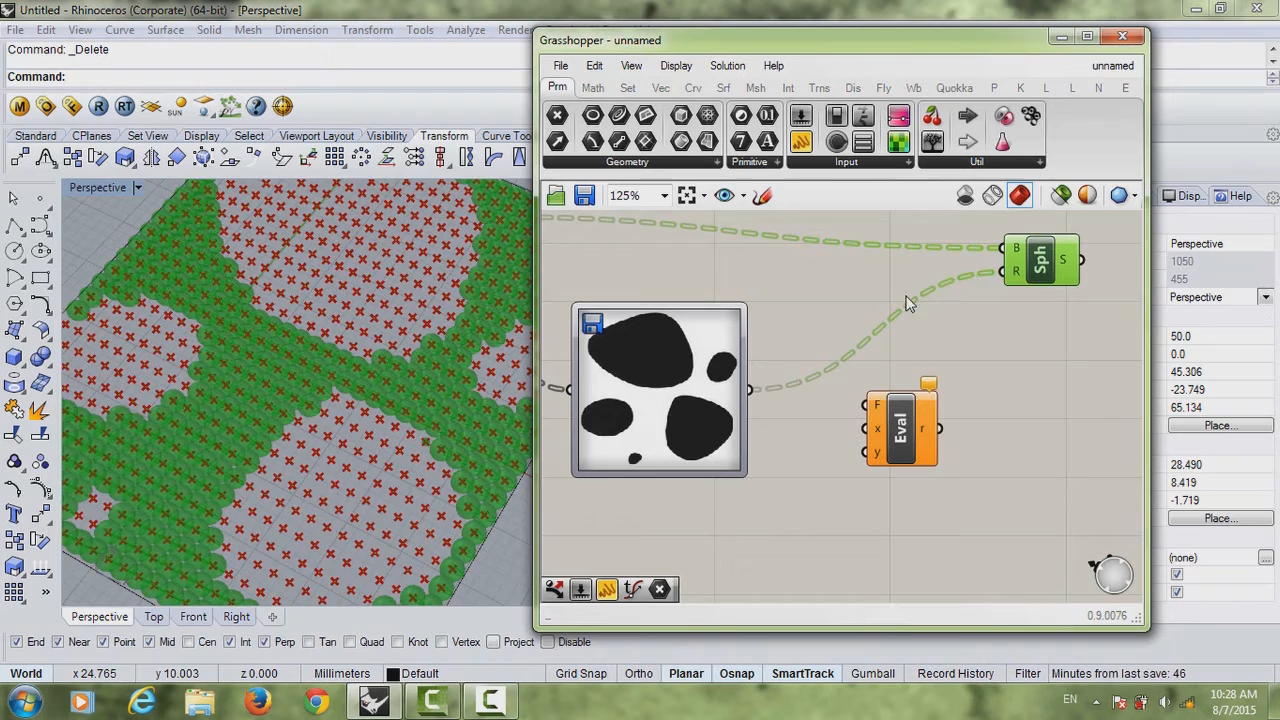 Untitled - Rhinoceros (Corporate) (64-bit) - [Perspective]
File Edit View Curve Surface Solid Mesh Dimension Transform Tools Analyze
Command: _Delete
Command:
Standard CPlanes Set View Display Select Viewport Layout Visibility Transform Curve Tools
Perspective
Grasshopper - unnamed
File Edit View Display Solution Help unnamed
Prm Math Set Vec Crv Srf Msh Int Trns Dis Fly Wb Quokka P K L L N E
Geometry Primitive Input Util
125%
B
R
Sph
S
F
x
y
Eval
r
0.9.0076
Disp... Help
Perspective
1050
455
Perspective
50.0
0.0
45.306
-23.749
65.134
Place...
28.490
8.419
-1.719
Place...
(none)
Perspective Top Front Right
End Near Point Mid Cen Int Perp Tan Quad Knot Vertex Project Disable
World x 24.765 y 10.003 z 0.000 Millimeters Default Grid Snap Ortho Planar Osnap SmartTrack Gumball Record History Filter Minutes from last save: 46
EN
10:28 AM
8/7/2015